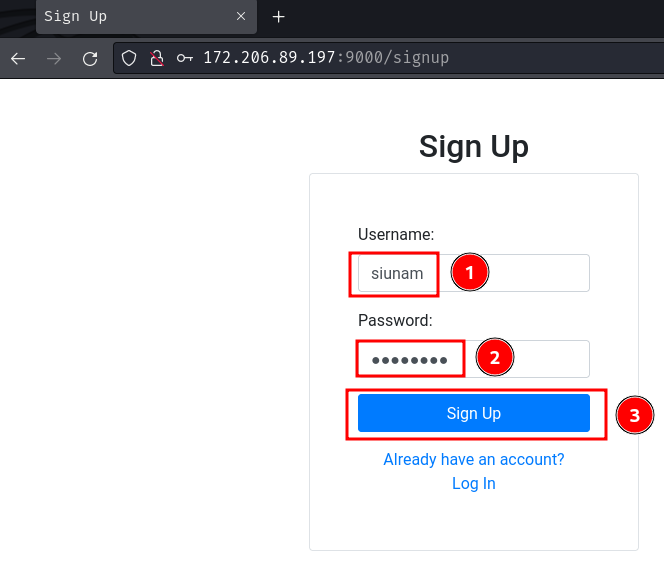 Sign Up
172.206.89.197:9000/signup
Sign Up
Username:
siunam
1
Password:
2
Sign Up
3
Already have an account?
Log In